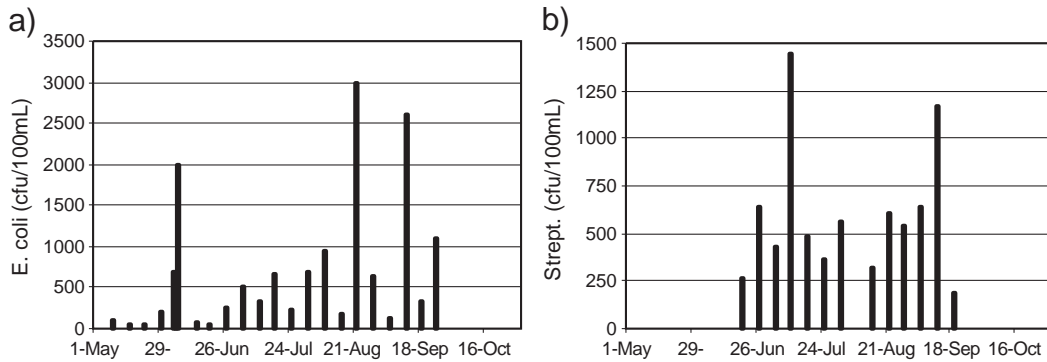 a)
E. coli (cfu/100mL)
3500
3000
2500
2000
1000
500
0
1-May 29- 26-Jun 24-Jul 21-Aug 18-Sep 16-Oct
b)
Strept. (cfu/100mL)
1500
1250
1000
750
500
250
0
1-May 29- 26-Jun 24-Jul 21-Aug 18-Sep 16-Oct